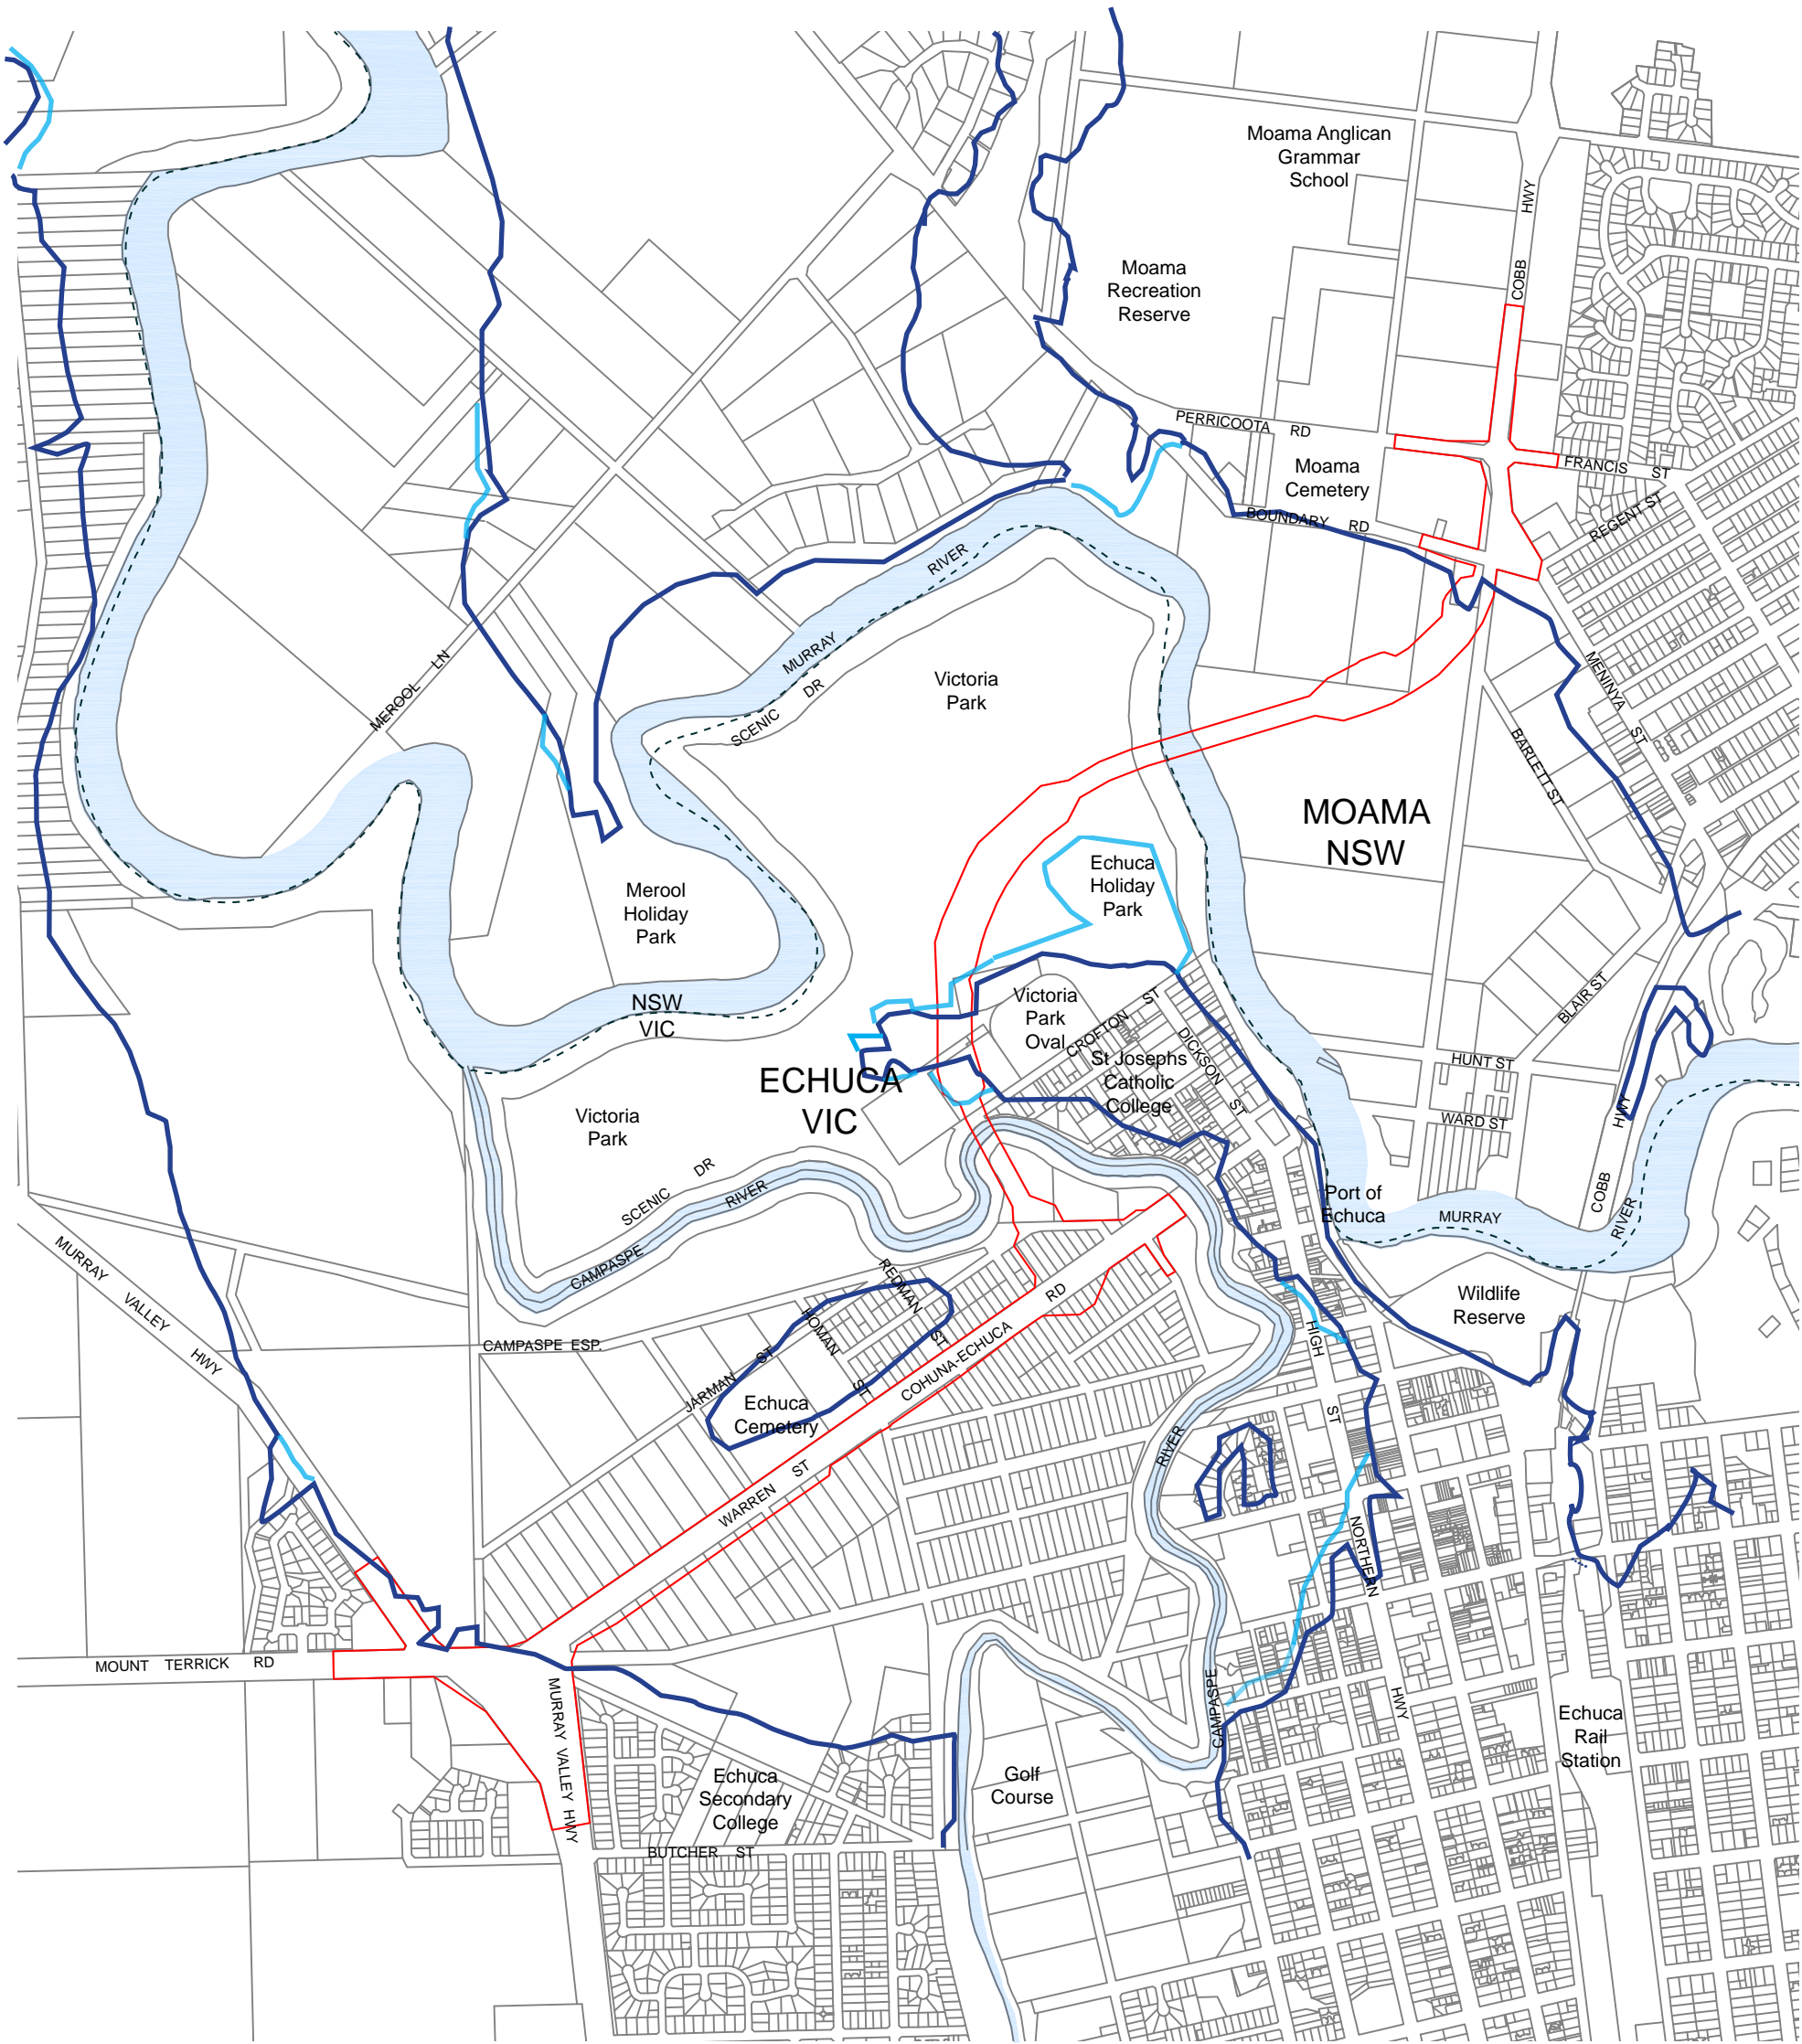 Moama Anglican
Grammar
School
HWY
COBB
Moama
Recreation
Reserve
PERRICOOTA RD
Moama
Cemetery
FRANCIS ST
REGENT ST
BOUNDARY RD
RIVER
MURRAY
SCENIC DR
MEROOL LN
Victoria
Park
MENINYA ST
BARLETT ST
MOAMA
NSW
Echuca
Holiday
Park
Merool
Holiday
Park
NSW
VIC
Victoria
Park
Oval
CROFTON ST
DICKSON ST
St Josephs
Catholic
College
BLAIR ST
HUNT ST
WARD ST
HWY
COBB
ECHUCA
VIC
Victoria
Park
SCENIC DR
RIVER
CAMPASPE
Port of
Echuca
MURRAY
RIVER
MURRAY VALLEY HWY
Wildlife
Reserve
REDMAN ST
HOMAN ST
CAMPASPE ESP.
JARMAN ST
COHUNA-ECHUCA RD
HIGH ST
Echuca
Cemetery
WARREN ST
RIVER
NORTHERN HWY
CAMPASPE
MOUNT TERRICK RD
MURRAY VALLEY HWY
Echuca
Rail
Station
Echuca
Secondary
College
Golf
Course
BUTCHER ST